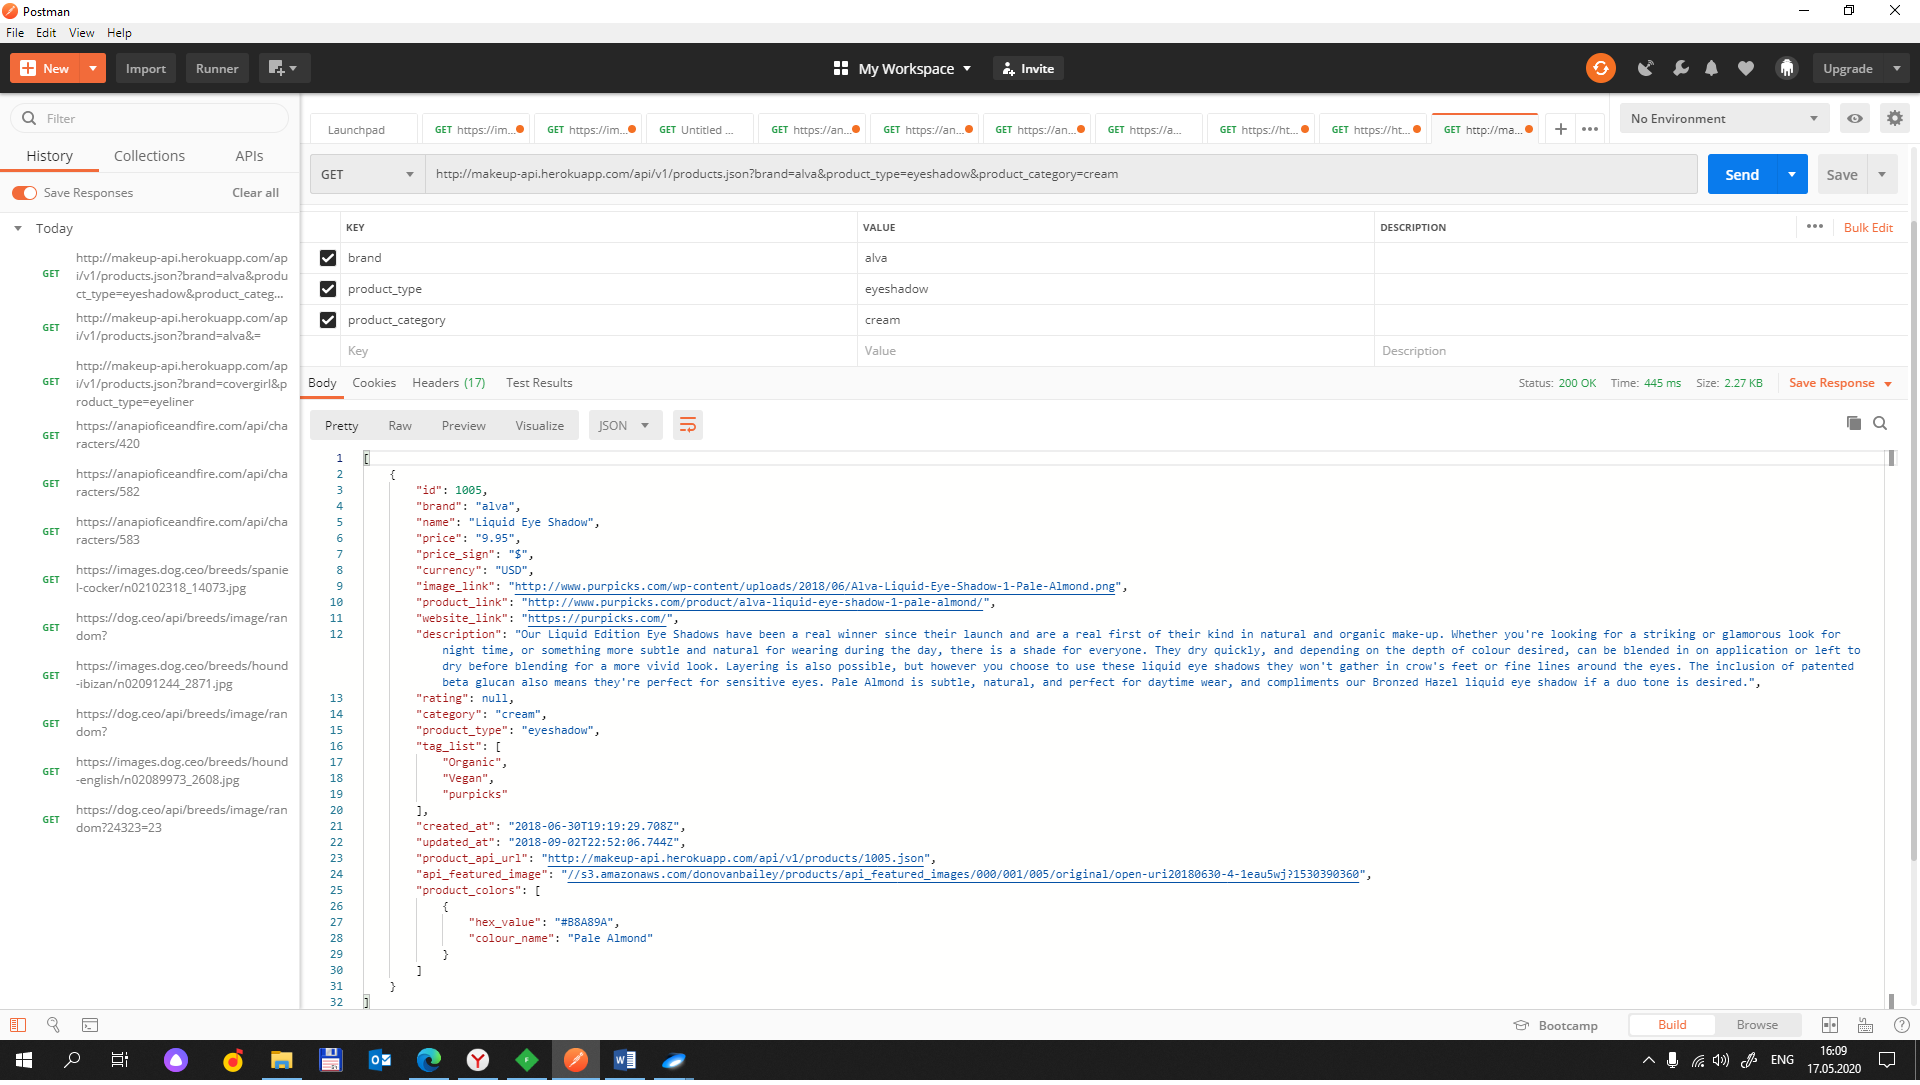 Postman
File Edit View Help
New Import Runner My Workspace Invite Upgrade
Filter
History Collections APIs
Save Responses Clear all
Today
GET http://makeup-api.herokuapp.com/ap
i/v1/products.json?brand=alva&produ
ct_type=eyeshadow&product_categ...
GET http://makeup-api.herokuapp.com/ap
i/v1/products.json?brand=alva&=
GET http://makeup-api.herokuapp.com/ap
i/v1/products.json?brand=covergirl&p
roduct_type=eyeliner
GET https://anapioficeandfire.com/api/cha
racters/420
GET https://anapioficeandfire.com/api/cha
racters/582
GET https://anapioficeandfire.com/api/cha
racters/583
GET https://images.dog.ceo/breeds/spanie
l-cocker/n02102318_14073.jpg
GET https://dog.ceo/api/breeds/image/ran
dom?
GET https://images.dog.ceo/breeds/hound
-ibizan/n02091244_2871.jpg
GET https://dog.ceo/api/breeds/image/ran
dom?
GET https://images.dog.ceo/breeds/hound
-english/n02089973_2608.jpg
GET https://dog.ceo/api/breeds/image/ran
dom?24323=23
Launchpad GET https://im... GET https://im... GET Untitled ... GET https://an... GET https://an... GET https://an... GET https://a... GET https://ht... GET https://ht... GET http://ma... No Environment
GET http://makeup-api.herokuapp.com/api/v1/products.json?brand=alva&product_type=eyeshadow&product_category=cream Send Save
KEY VALUE DESCRIPTION Bulk Edit
brand alva
product_type eyeshadow
product_category cream
Key Value Description
Body Cookies Headers (17) Test Results Status: 200 OK Time: 445 ms Size: 2.27 KB Save Response
Pretty Raw Preview Visualize JSON
1 [
2 {
3 "id": 1005,
4 "brand": "alva",
5 "name": "Liquid Eye Shadow",
6 "price": "9.95",
7 "price_sign": "$",
8 "currency": "USD",
9 "image_link": "http://www.purpicks.com/wp-content/uploads/2018/06/Alva-Liquid-Eye-Shadow-1-Pale-Almond.png",
10 "product_link": "http://www.purpicks.com/product/alva-liquid-eye-shadow-1-pale-almond/",
11 "website_link": "https://purpicks.com/",
12 "description": "Our Liquid Edition Eye Shadows have been a real winner since their launch and are a real first of their kind in natural and organic make-up. Whether you're looking for a striking or glamorous look for
night time, or something more subtle and natural for wearing during the day, there is a shade for everyone. They dry quickly, and depending on the depth of colour desired, can be blended in on application or left to
dry before blending for a more vivid look. Layering is also possible, but however you choose to use these liquid eye shadows they won't gather in crow's feet or fine lines around the eyes. The inclusion of patented
beta glucan also means they're perfect for sensitive eyes. Pale Almond is subtle, natural, and perfect for daytime wear, and compliments our Bronzed Hazel liquid eye shadow if a duo tone is desired.",
13 "rating": null,
14 "category": "cream",
15 "product_type": "eyeshadow",
16 "tag_list": [
17 "Organic",
18 "Vegan",
19 "purpicks"
20 ],
21 "created_at": "2018-06-30T19:19:29.708Z",
22 "updated_at": "2018-09-02T22:52:06.744Z",
23 "product_api_url": "http://makeup-api.herokuapp.com/api/v1/products/1005.json",
24 "api_featured_image": "//s3.amazonaws.com/donovanbailey/products/api_featured_images/000/001/005/original/open-uri20180630-4-1eau5wj?1530390360",
25 "product_colors": [
26 {
27 "hex_value": "#B8A89A",
28 "colour_name": "Pale Almond"
29 }
30 ]
31 }
32 ]
Bootcamp Build Browse
ENG 16:09
17.05.2020